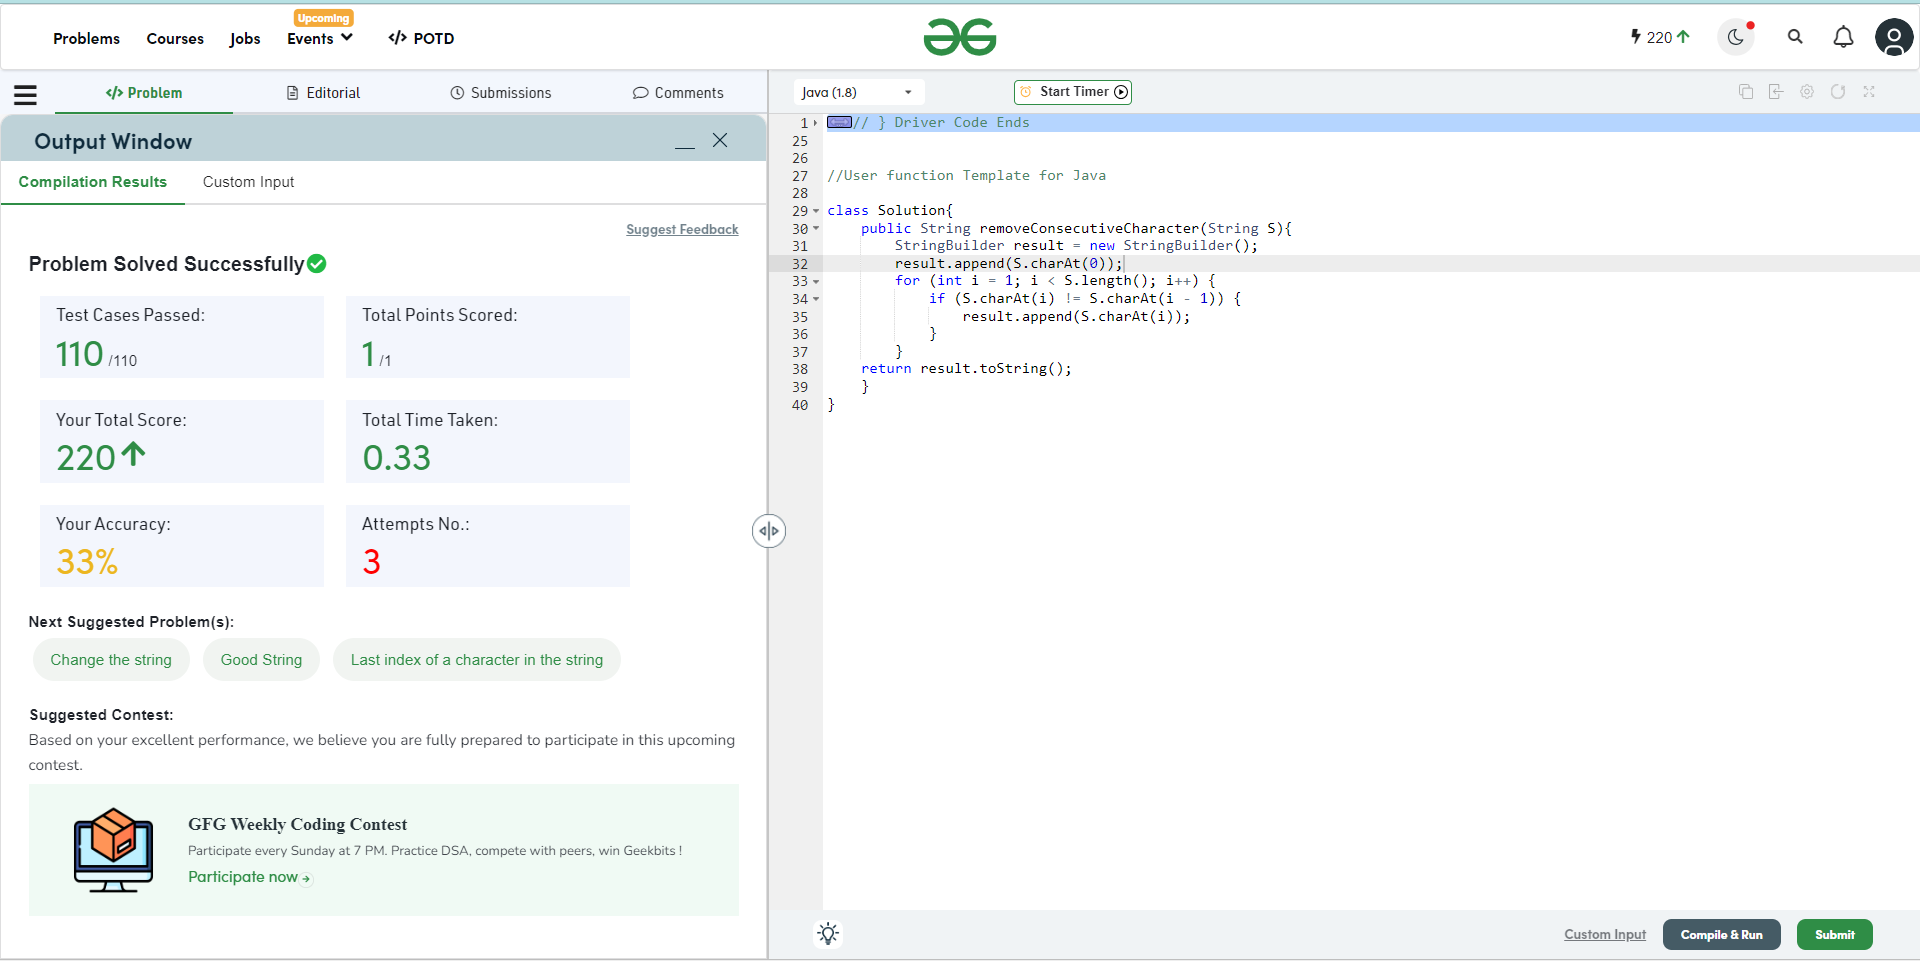 Problems
Courses
Jobs
Upcoming
Events
</> POTD
220
</> Problem
Editorial
Submissions
Comments
Output Window
Compilation Results
Custom Input
Suggest Feedback
Problem Solved Successfully
Test Cases Passed:
110 /110
Total Points Scored:
1 /1
Your Total Score:
220
Total Time Taken:
0.33
Your Accuracy:
33%
Attempts No.:
3
Next Suggested Problem(s):
Change the string
Good String
Last index of a character in the string
Suggested Contest:
Based on your excellent performance, we believe you are fully prepared to participate in this upcoming
contest.
GFG Weekly Coding Contest
Participate every Sunday at 7 PM. Practice DSA, compete with peers, win Geekbits !
Participate now
Java (1.8)
Start Timer
1 // } Driver Code Ends
25
26
27 //User function Template for Java
28
29 class Solution{
30     public String removeConsecutiveCharacter(String S){
31         StringBuilder result = new StringBuilder();
32         result.append(S.charAt(0));
33         for (int i = 1; i < S.length(); i++) {
34             if (S.charAt(i) != S.charAt(i - 1)) {
35                 result.append(S.charAt(i));
36             }
37         }
38     return result.toString();
39     }
40 }
Custom Input
Compile & Run
Submit